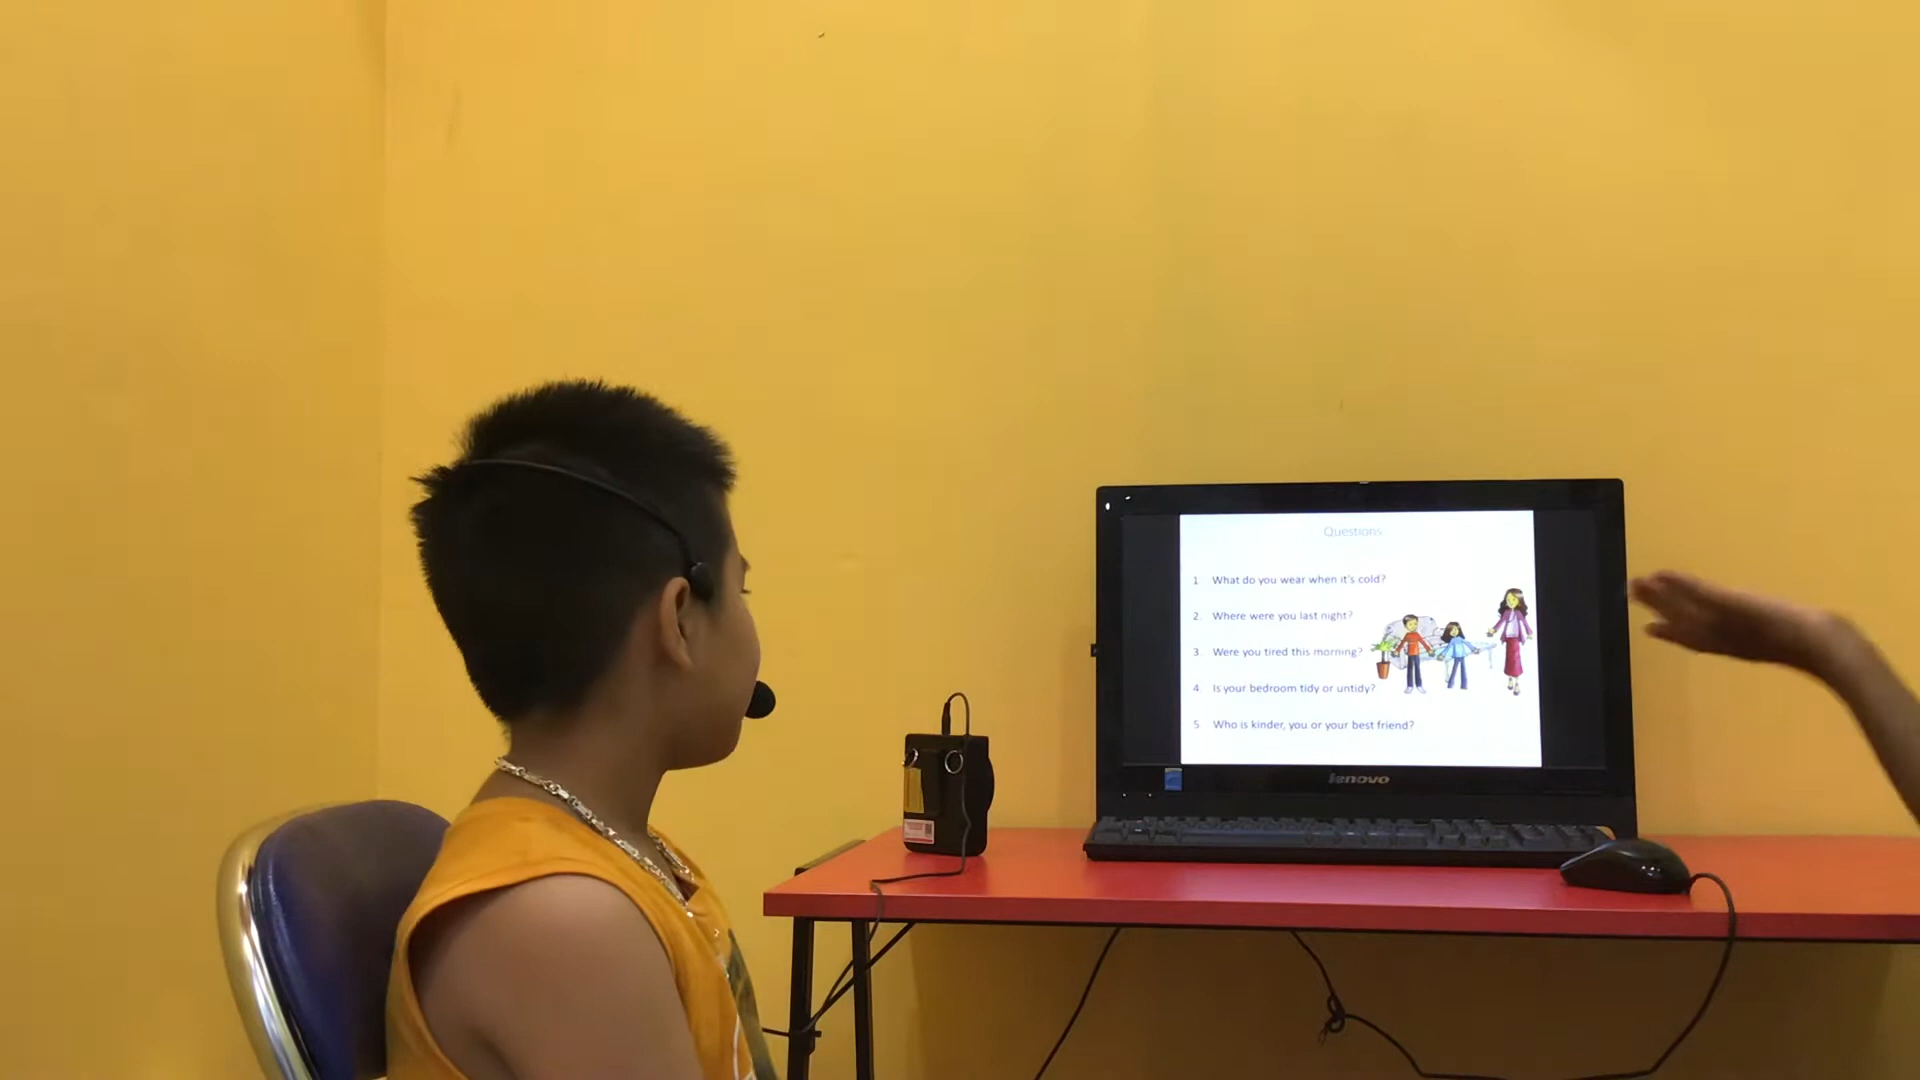 Questions
1. What do you wear when it's cold?
2. Where were you last night?
3. Were you tired this morning?
4. Is your bedroom tidy or untidy?
5. Who is kinder, you or your best friend?
lenovo